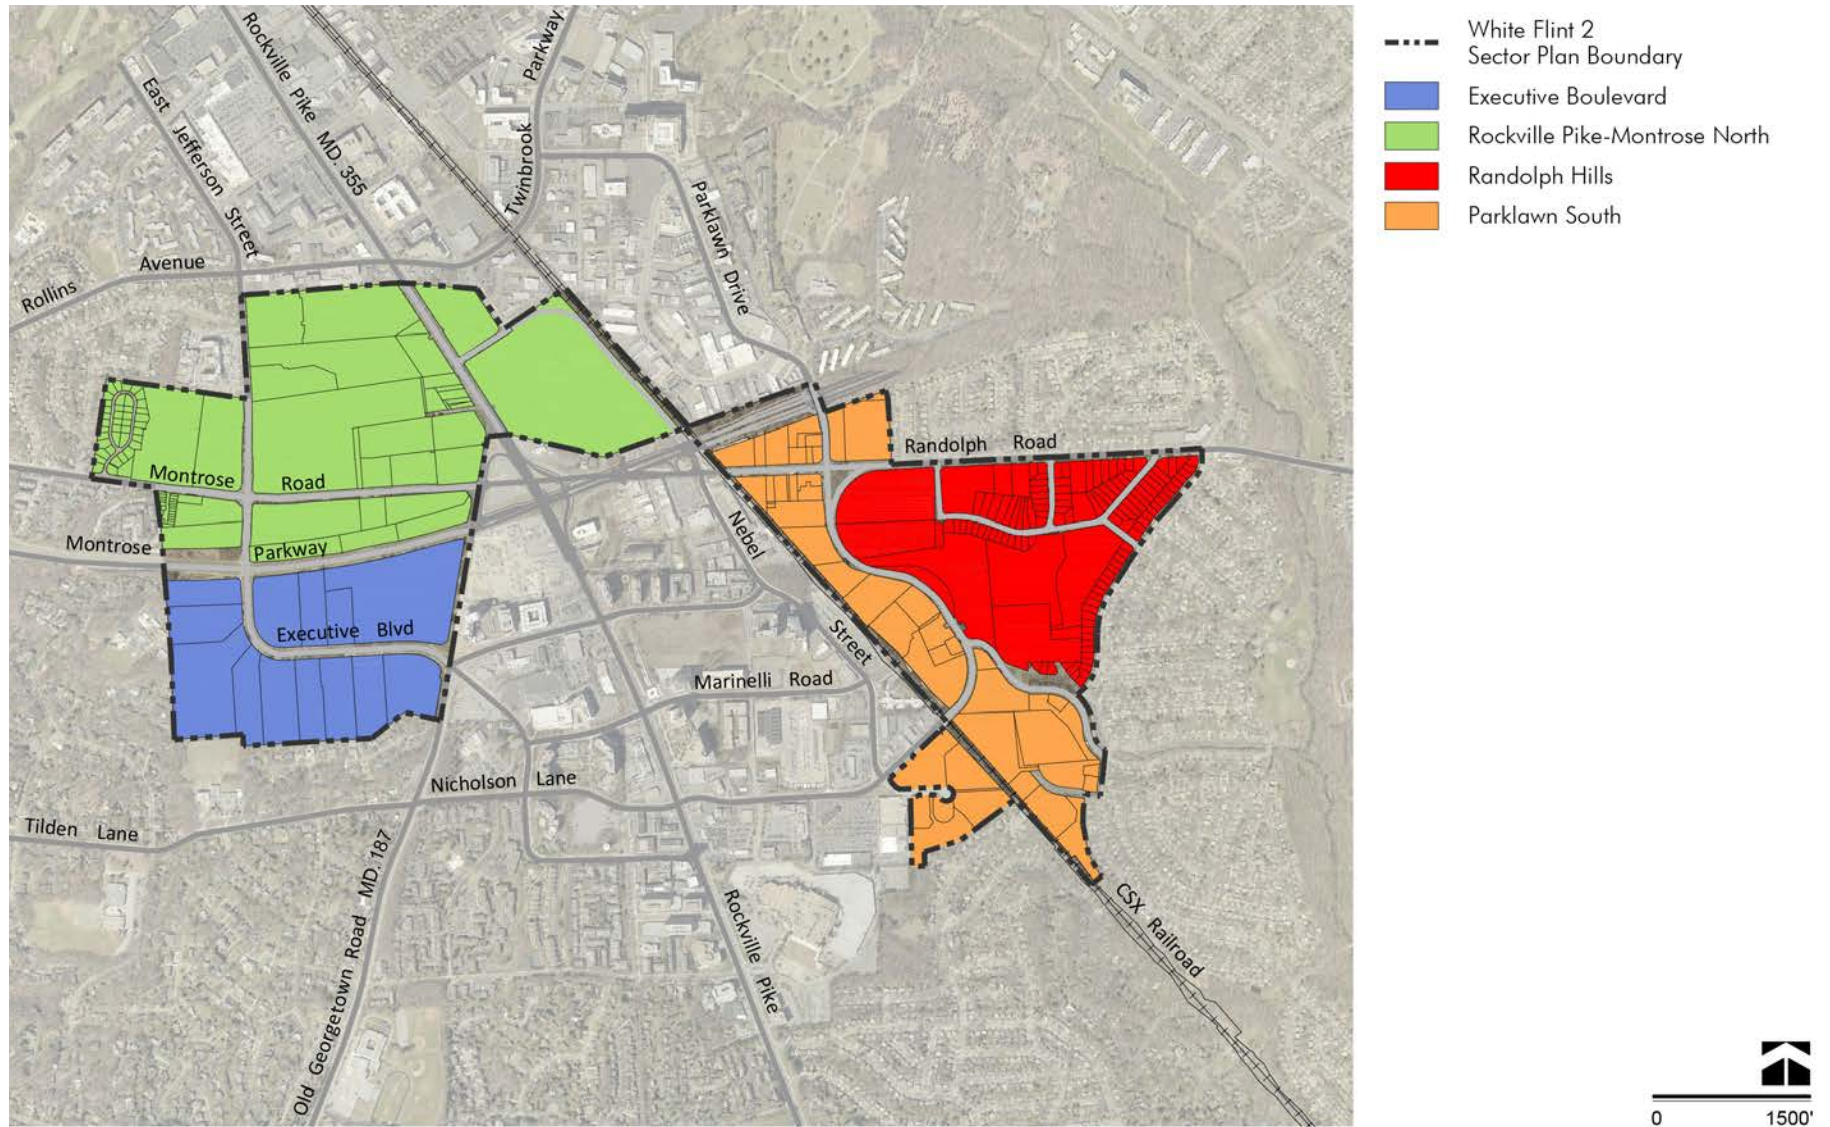 Rockville Pike MD. 355
Twinbrook Parkway
East Jefferson Street
Parklawn Drive
Rollins Avenue
Randolph Road
Montrose Road
Montrose Parkway
Nebel Street
Executive Blvd
Marinelli Road
Nicholson Lane
Tilden Lane
Old Georgetown Road MD. 187
Rockville Pike
CSX Railroad
White Flint 2
Sector Plan Boundary
Executive Boulevard
Rockville Pike-Montrose North
Randolph Hills
Parklawn South
0 1500'